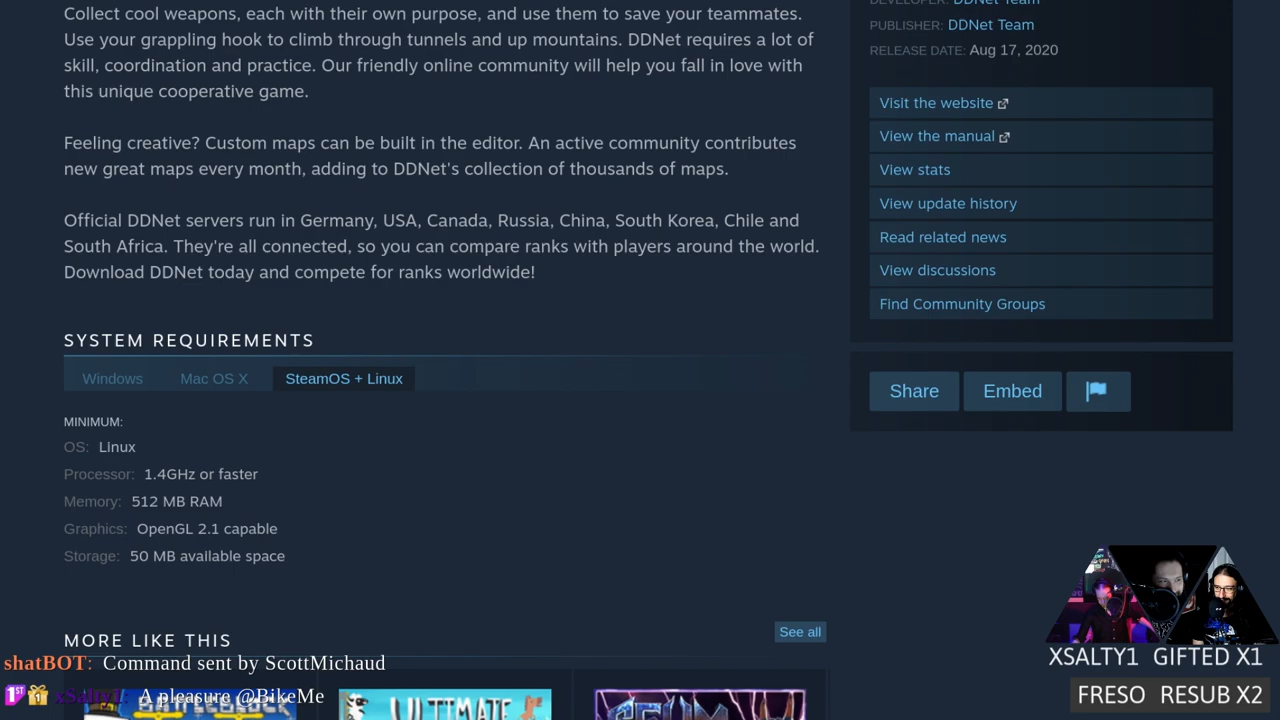 Collect cool weapons, each with their own purpose, and use them to save your teammates.
Use your grappling hook to climb through tunnels and up mountains. DDNet requires a lot of
skill, coordination and practice. Our friendly online community will help you fall in love with
this unique cooperative game.
Feeling creative? Custom maps can be built in the editor. An active community contributes
new great maps every month, adding to DDNet's collection of thousands of maps.
Official DDNet servers run in Germany, USA, Canada, Russia, China, South Korea, Chile and
South Africa. They're all connected, so you can compare ranks with players around the world.
Download DDNet today and compete for ranks worldwide!
SYSTEM REQUIREMENTS
Windows Mac OS X SteamOS + Linux
MINIMUM:
OS: Linux
Processor: 1.4GHz or faster
Memory: 512 MB RAM
Graphics: OpenGL 2.1 capable
Storage: 50 MB available space
MORE LIKE THIS
See all
DEVELOPER: DDNet Team
PUBLISHER: DDNet Team
RELEASE DATE: Aug 17, 2020
Visit the website
View the manual
View stats
View update history
Read related news
View discussions
Find Community Groups
Share Embed
shatBOT: Command sent by ScottMichaud
1ST xSalty1: A pleasure @BikeMe
ULTIMATE
XSALTY1 GIFTED X1
FRESO RESUB X2